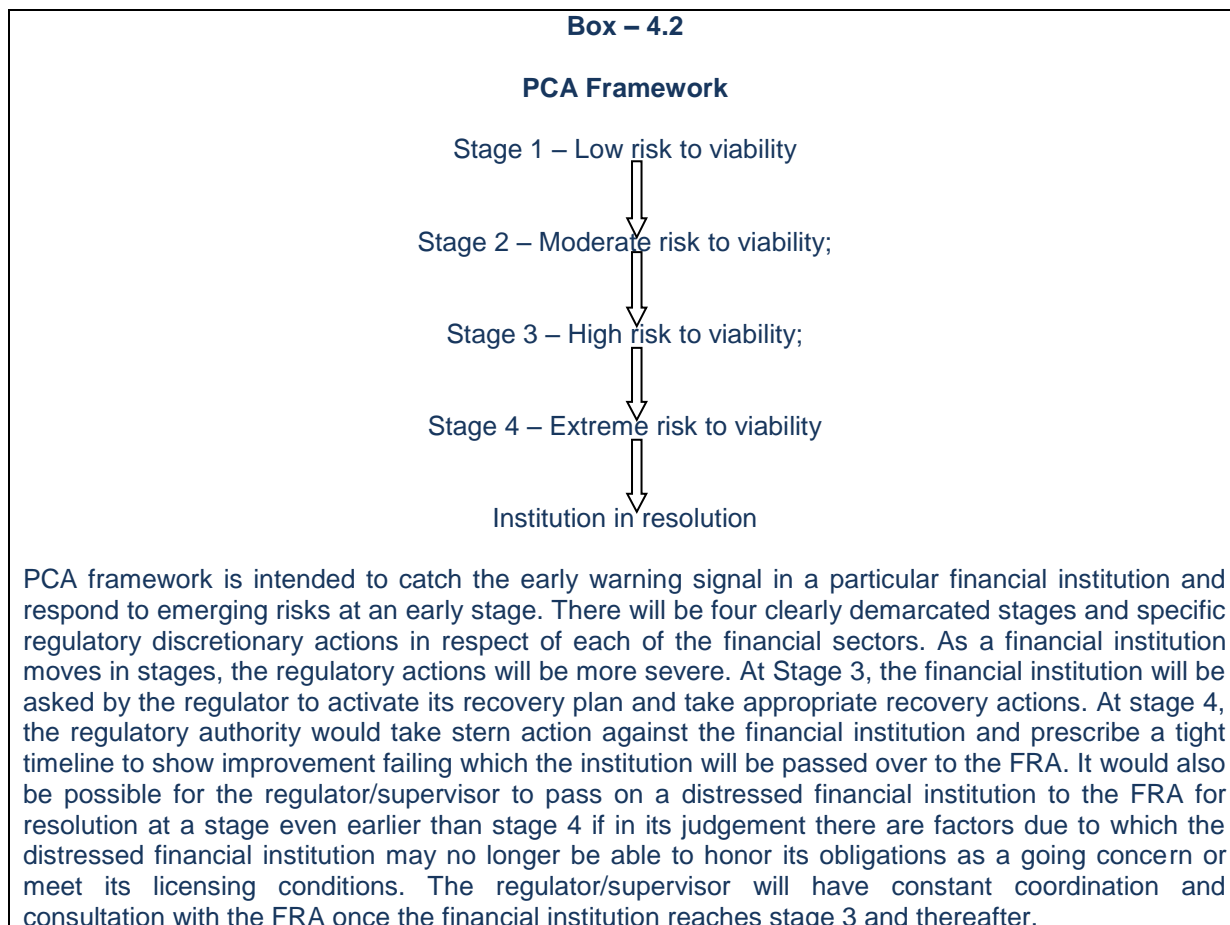 Box – 4.2
PCA Framework
Stage 1 – Low risk to viability
Stage 2 – Moderate risk to viability;
Stage 3 – High risk to viability;
Stage 4 – Extreme risk to viability
Institution in resolution
PCA framework is intended to catch the early warning signal in a particular financial institution and
respond to emerging risks at an early stage. There will be four clearly demarcated stages and specific
regulatory discretionary actions in respect of each of the financial sectors. As a financial institution
moves in stages, the regulatory actions will be more severe. At Stage 3, the financial institution will be
asked by the regulator to activate its recovery plan and take appropriate recovery actions. At stage 4,
the regulatory authority would take stern action against the financial institution and prescribe a tight
timeline to show improvement failing which the institution will be passed over to the FRA. It would also
be possible for the regulator/supervisor to pass on a distressed financial institution to the FRA for
resolution at a stage even earlier than stage 4 if in its judgement there are factors due to which the
distressed financial institution may no longer be able to honor its obligations as a going concern or
meet its licensing conditions. The regulator/supervisor will have constant coordination and
consultation with the FRA once the financial institution reaches stage 3 and thereafter.